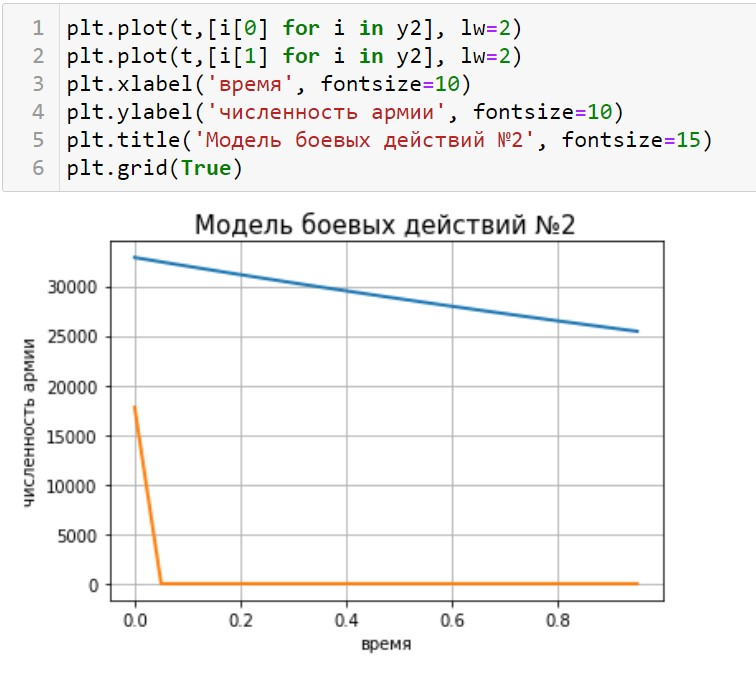 1 plt.plot(t,[i[0] for i in y2], lw=2)
2 plt.plot(t,[i[1] for i in y2], lw=2)
3 plt.xlabel('время', fontsize=10)
4 plt.ylabel('численность армии', fontsize=10)
5 plt.title('Модель боевых действий №2', fontsize=15)
6 plt.grid(True)
Модель боевых действий №2
30000
25000
20000
15000
10000
5000
0
численность армии
0.0 0.2 0.4 0.6 0.8
время